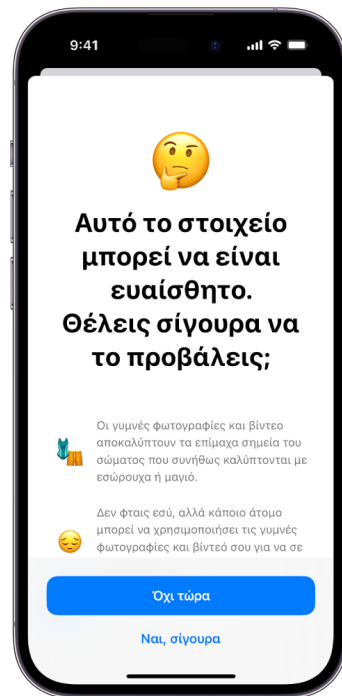 9:41
Αυτό το στοιχείο
μπορεί να είναι
ευαίσθητο.
Θέλεις σίγουρα να
το προβάλεις;
Οι γυμνές φωτογραφίες και βίντεο
αποκαλύπτουν τα επίμαχα σημεία του
σώματος που συνήθως καλύπτονται με
εσώρουχα ή μαγιό.
Δεν φταις εσύ, αλλά κάποιο άτομο
μπορεί να χρησιμοποιήσει τις γυμνές
φωτογραφίες και βίντεό σου για να σε
Όχι τώρα
Ναι, σίγουρα